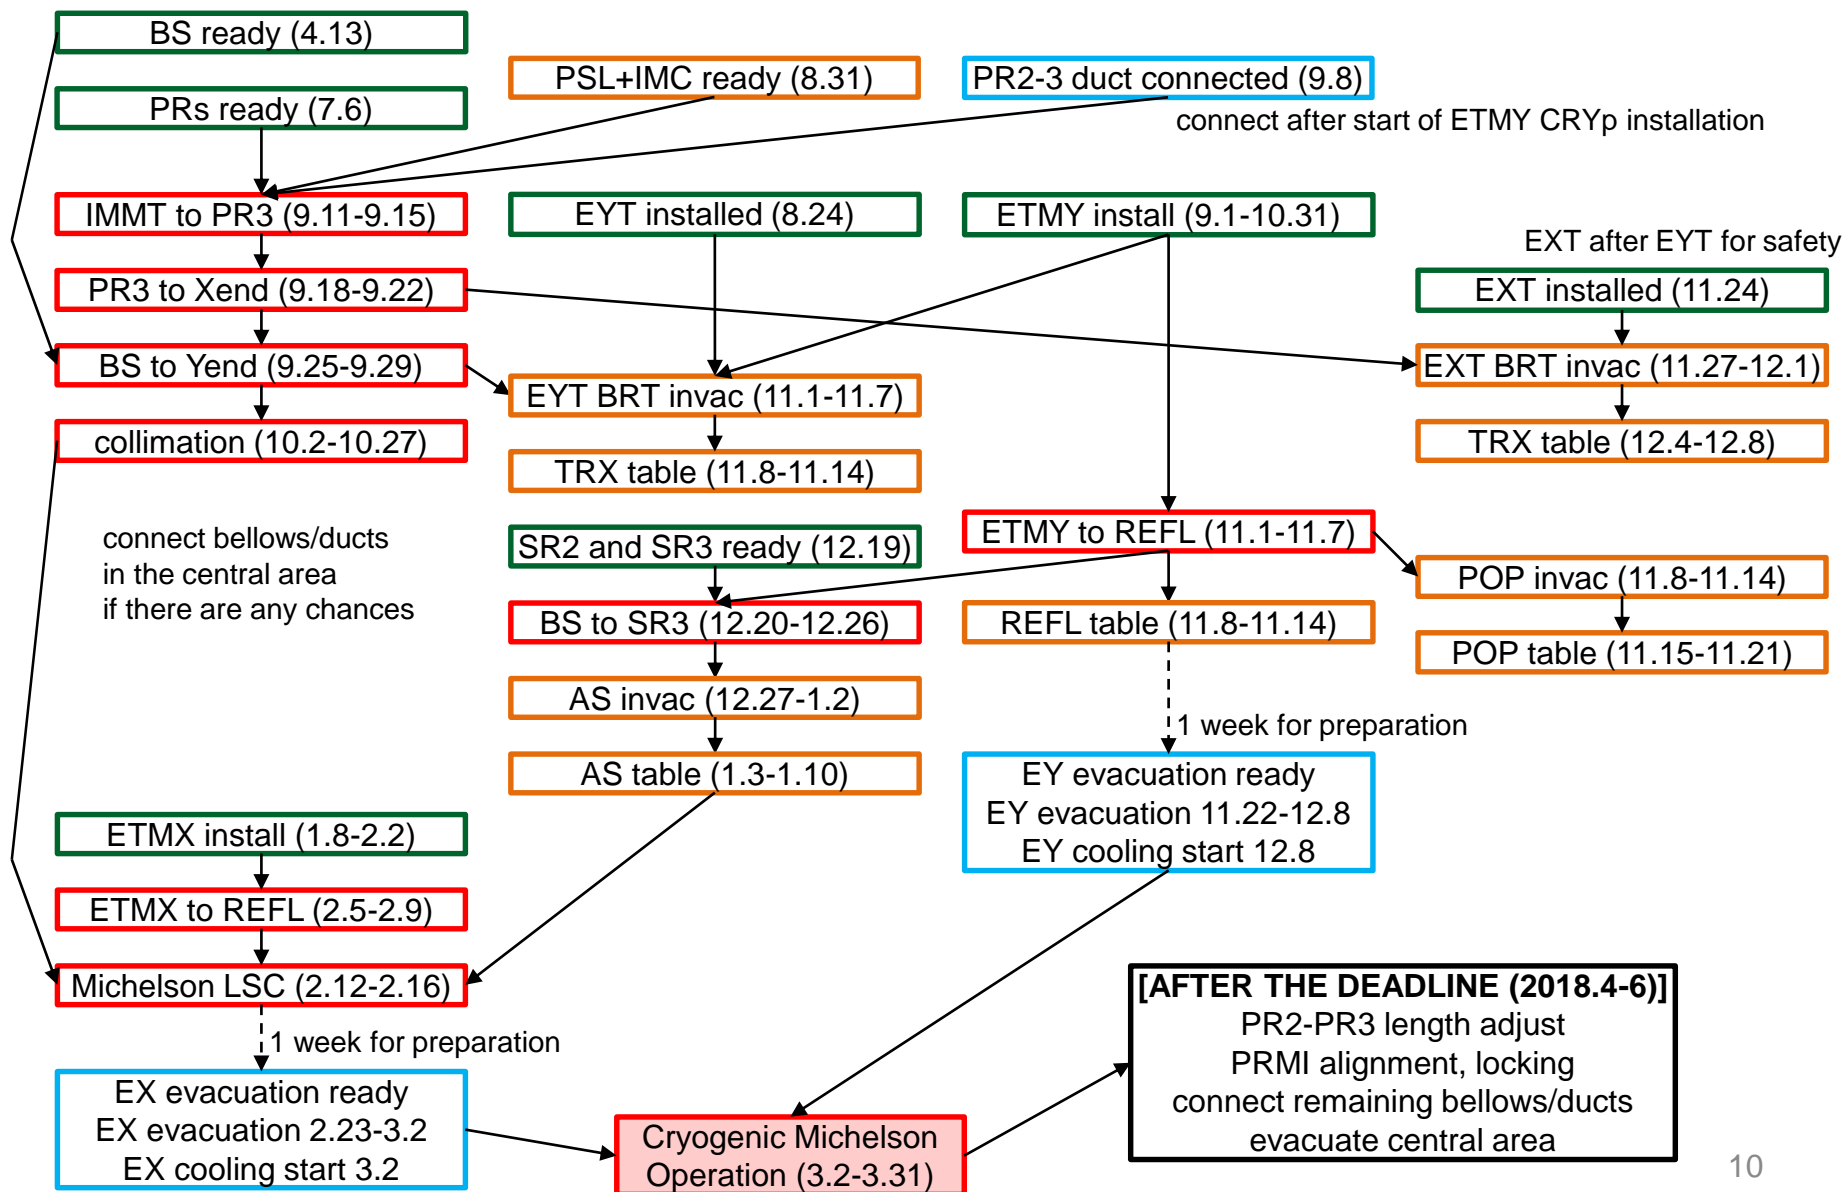 BS ready (4.13)
PSL+IMC ready (8.31)
PR2-3 duct connected (9.8)
PRs ready (7.6)
connect after start of ETMY CRYp installation
IMMT to PR3 (9.11-9.15)
EYT installed (8.24)
ETMY install (9.1-10.31)
EXT after EYT for safety
PR3 to Xend (9.18-9.22)
EXT installed (11.24)
BS to Yend (9.25-9.29)
EYT BRT invac (11.1-11.7)
EXT BRT invac (11.27-12.1)
collimation (10.2-10.27)
TRX table (11.8-11.14)
TRX table (12.4-12.8)
connect bellows/ducts
in the central area
if there are any chances
SR2 and SR3 ready (12.19)
ETMY to REFL (11.1-11.7)
POP invac (11.8-11.14)
BS to SR3 (12.20-12.26)
REFL table (11.8-11.14)
POP table (11.15-11.21)
AS invac (12.27-1.2)
1 week for preparation
AS table (1.3-1.10)
EY evacuation ready
EY evacuation 11.22-12.8
EY cooling start 12.8
ETMX install (1.8-2.2)
ETMX to REFL (2.5-2.9)
Michelson LSC (2.12-2.16)
1 week for preparation
EX evacuation ready
EX evacuation 2.23-3.2
EX cooling start 3.2
Cryogenic Michelson
Operation (3.2-3.31)
[AFTER THE DEADLINE (2018.4-6)]
PR2-PR3 length adjust
PRMI alignment, locking
connect remaining bellows/ducts
evacuate central area
10